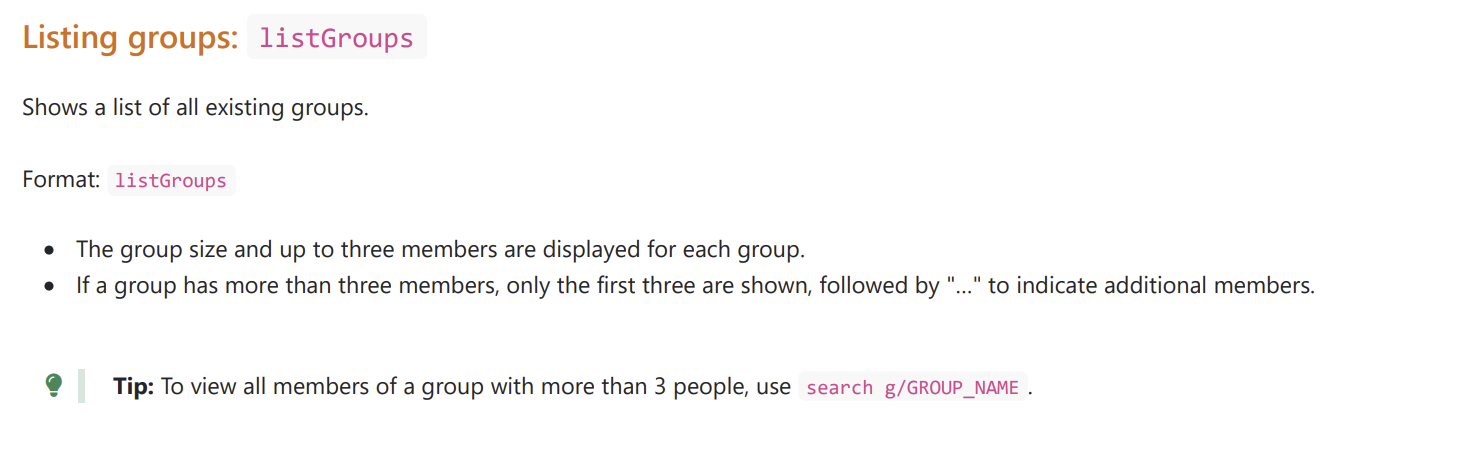 Listing groups: listGroups
Shows a list of all existing groups.
Format: listGroups
• The group size and up to three members are displayed for each group.
• If a group has more than three members, only the first three are shown, followed by "..." to indicate additional members.
Tip: To view all members of a group with more than 3 people, use search g/GROUP_NAME.